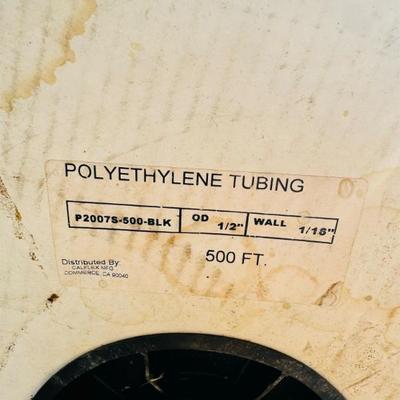 POLYETHYLENE TUBING
P2007S-500-BLK OD 1/2" WALL 1/16"
500 FT.
Distributed By:
CALFLEX MFG
COMMERCE, CA 90040